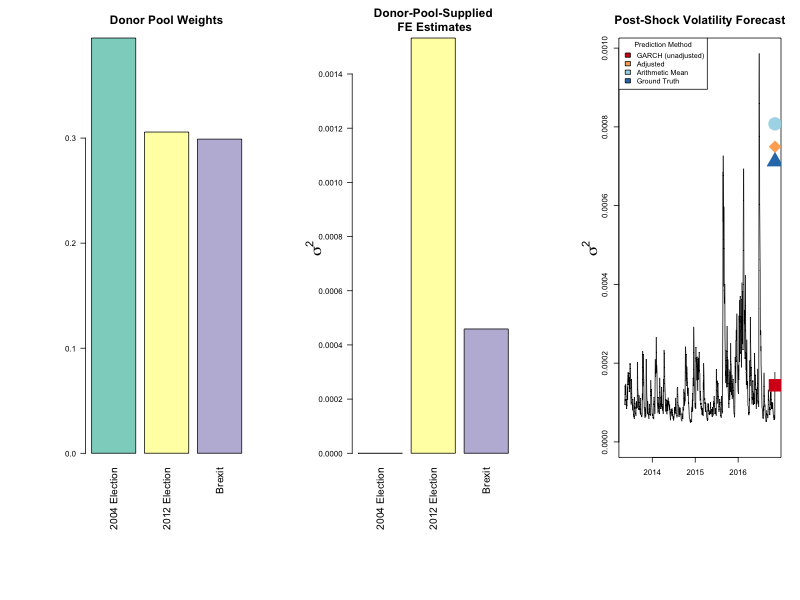 Donor Pool Weights
0.3
0.2
0.1
0.0
2004 Election
2012 Election
Brexit
Donor-Pool-Supplied
FE Estimates
σ2
0.0014
0.0012
0.0010
0.0008
0.0006
0.0004
0.0002
0.0000
2004 Election
2012 Election
Brexit
Post-Shock Volatility Forecast
σ2
0.0010
0.0008
0.0006
0.0004
0.0002
0.0000
Prediction Method
GARCH (unadjusted)
Adjusted
Arithmetic Mean
Ground Truth
2014
2015
2016